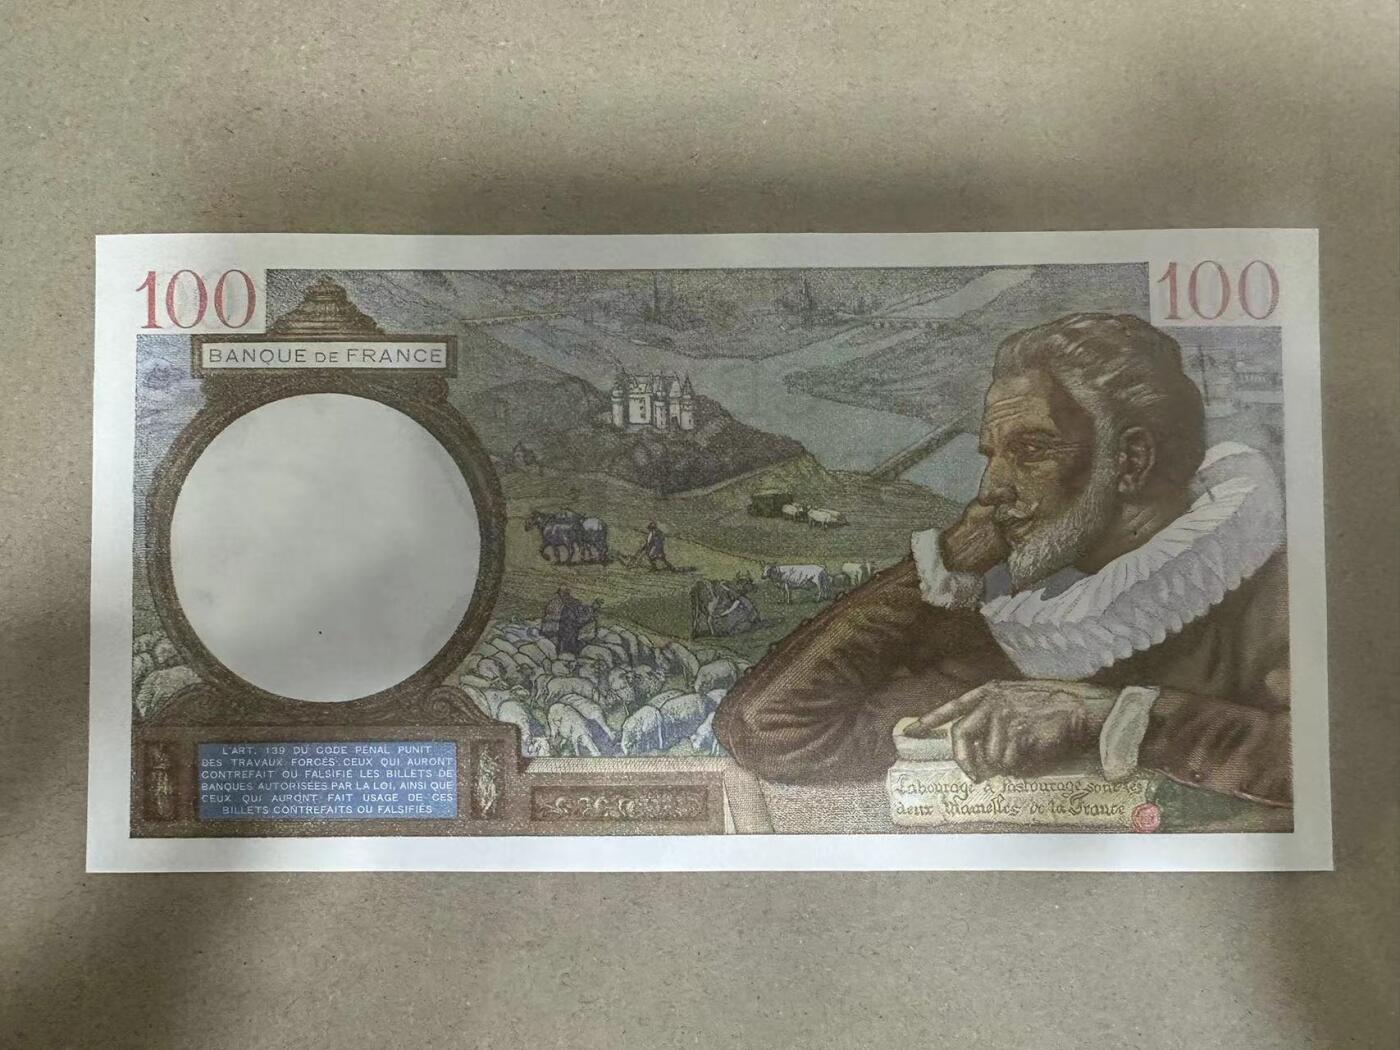 100
100
BANQUE DE FRANCE
L'ART. 139 DU CODE PÉNAL PUNIT
DES TRAVAUX FORCÉS CEUX QUI AURONT
CONTREFAIT OU FALSIFIÉ LES BILLETS DE
BANQUES AUTORISÉES PAR LA LOI, AINSI QUE
CEUX QUI AURONT FAIT USAGE DE CES
BILLETS CONTREFAITS OU FALSIFIÉS
Labourage & Pastourage sont les
deux Mamelles de la France